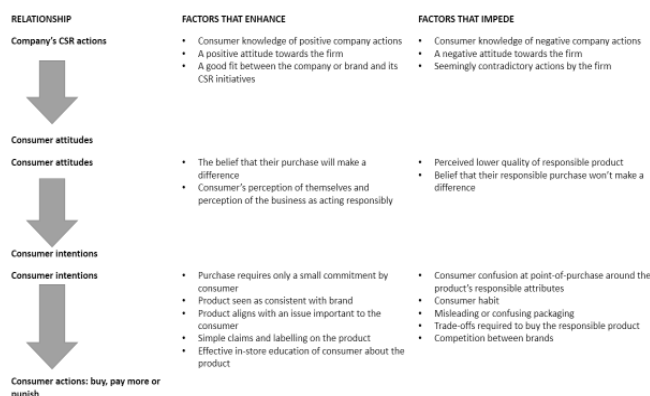 RELATIONSHIP
FACTORS THAT ENHANCE
FACTORS THAT IMPEDE
Company's CSR actions
• Consumer knowledge of positive company actions
• A positive attitude towards the firm
• A good fit between the company or brand and its
CSR initiatives
• Consumer knowledge of negative company actions
• A negative attitude towards the firm
• Seemingly contradictory actions by the firm
Consumer attitudes
Consumer attitudes
• The belief that their purchase will make a
difference
• Consumer's perception of themselves and
perception of the business as acting responsibly
• Perceived lower quality of responsible product
• Belief that their responsible purchase won't make a
difference
Consumer intentions
Consumer intentions
• Purchase requires only a small commitment by
consumer
• Product seen as consistent with brand
• Product aligns with an issue important to the
consumer
• Simple claims and labelling on the product
• Effective in-store education of consumer about the
product
• Consumer confusion at point-of-purchase around the
product's responsible attributes
• Consumer habit
• Misleading or confusing packaging
• Trade-offs required to buy the responsible product
• Competition between brands
Consumer actions: buy, pay more or
punish